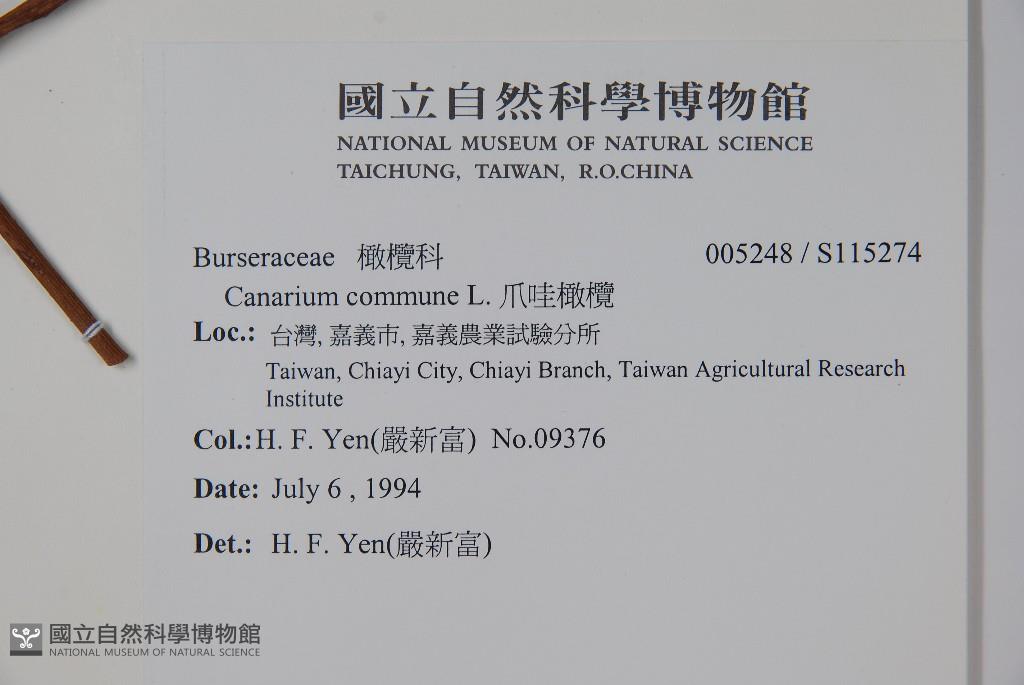 國立自然科學博物館
NATIONAL MUSEUM OF NATURAL SCIENCE
TAICHUNG, TAIWAN, R.O.CHINA
Burseraceae 橄欖科 005248 / S115274
Canarium commune L. 爪哇橄欖
Loc.: 台灣, 嘉義市, 嘉義農業試驗分所
Taiwan, Chiayi City, Chiayi Branch, Taiwan Agricultural Research
Institute
Col.:H. F. Yen(嚴新富) No.09376
Date: July 6 , 1994
Det.: H. F. Yen(嚴新富)
國立自然科學博物館
NATIONAL MUSEUM OF NATURAL SCIENCE